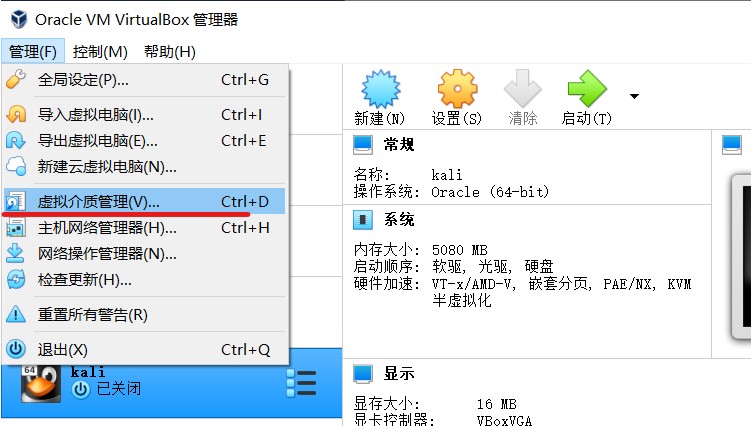 Oracle VM VirtualBox 管理器
管理(F) 控制(M) 帮助(H)
全局设定(P)... Ctrl+G
导入虚拟电脑(I)... Ctrl+I
导出虚拟电脑(E)... Ctrl+E
新建云虚拟电脑(N)...
虚拟介质管理(V)... Ctrl+D
主机网络管理器(H)... Ctrl+H
网络操作管理器(N)...
检查更新(H)...
重置所有警告(R)
退出(X) Ctrl+Q
64
kali
已关闭
新建(N) 设置(S) 清除 启动(T)
常规
名称: kali
操作系统: Oracle (64-bit)
系统
内存大小: 5080 MB
启动顺序: 软驱, 光驱, 硬盘
硬件加速: VT-x/AMD-V, 嵌套分页, PAE/NX, KVM
半虚拟化
显示
显存大小: 16 MB
显卡控制器: VBoxVGA